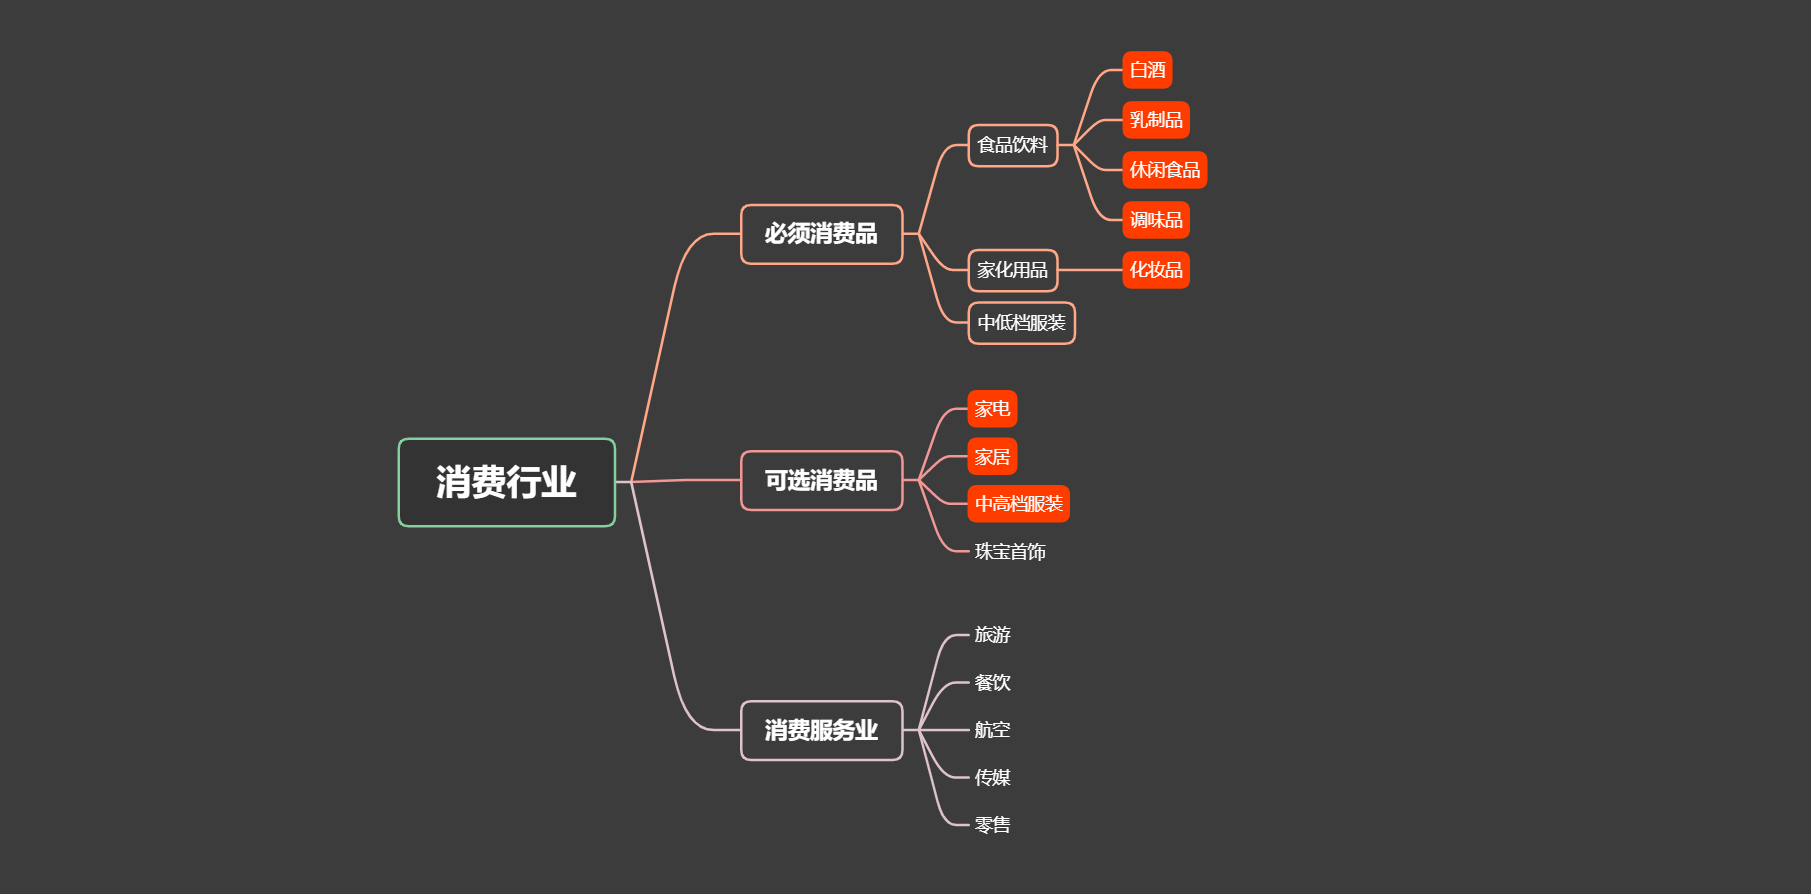 消费行业
必须消费品
食品饮料
白酒
乳制品
休闲食品
调味品
家化用品
化妆品
中低档服装
可选消费品
家电
家居
中高档服装
珠宝首饰
消费服务业
旅游
餐饮
航空
传媒
零售